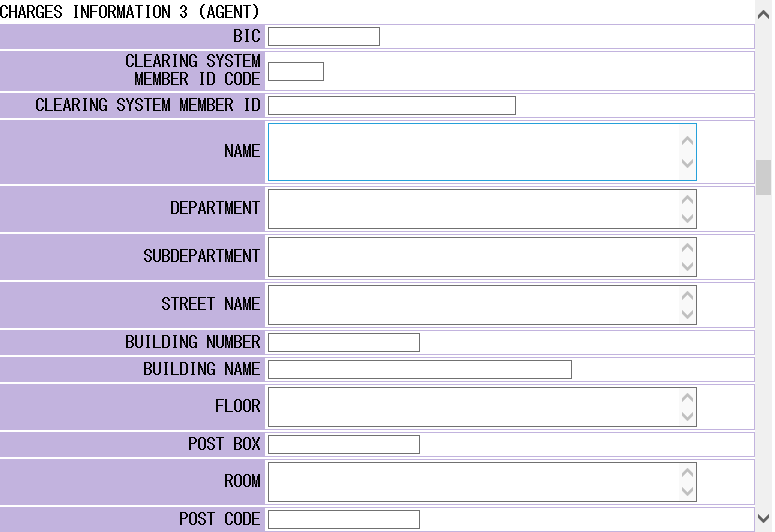 CHARGES INFORMATION 3 (AGENT)
BIC
CLEARING SYSTEM
MEMBER ID CODE
CLEARING SYSTEM MEMBER ID
NAME
DEPARTMENT
SUBDEPARTMENT
STREET NAME
BUILDING NUMBER
BUILDING NAME
FLOOR
POST BOX
ROOM
POST CODE